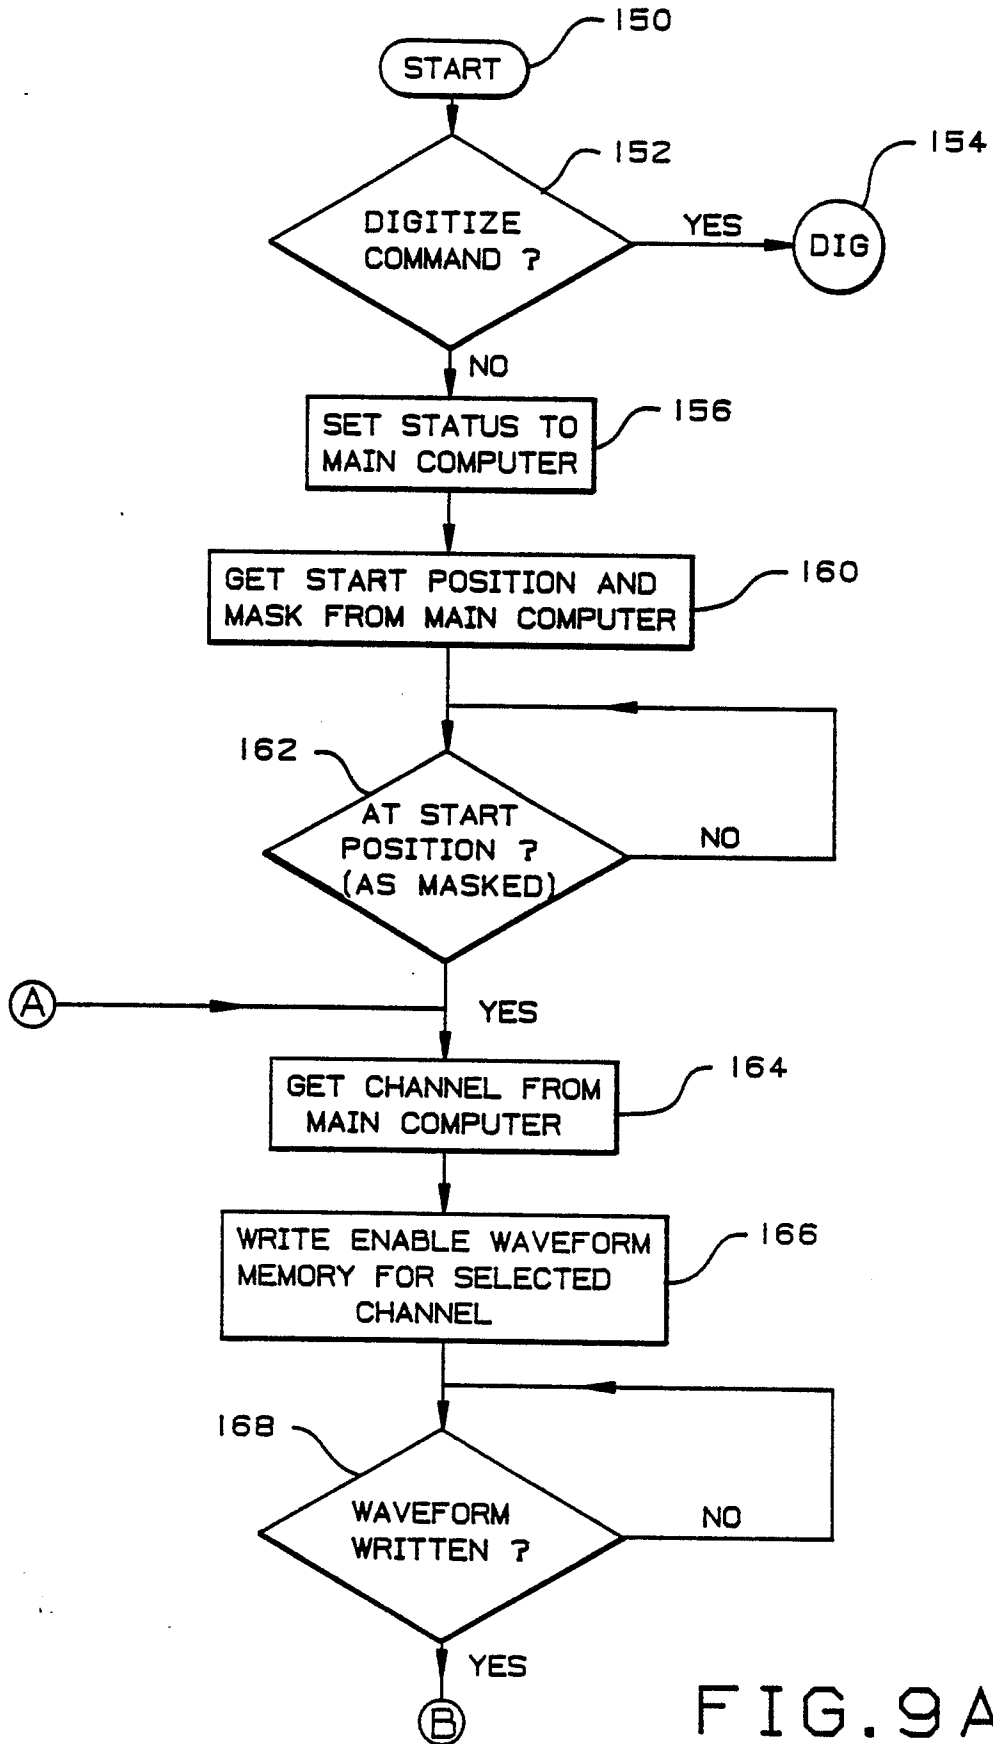 150
START
152
154
DIGITIZE
COMMAND ?
YES
DIG
NO
156
SET STATUS TO
MAIN COMPUTER
160
GET START POSITION AND
MASK FROM MAIN COMPUTER
162
AT START
POSITION ?
(AS MASKED)
NO
A
YES
164
GET CHANNEL FROM
MAIN COMPUTER
166
WRITE ENABLE WAVEFORM
MEMORY FOR SELECTED
CHANNEL
168
WAVEFORM
WRITTEN ?
NO
YES
B
FIG. 9A